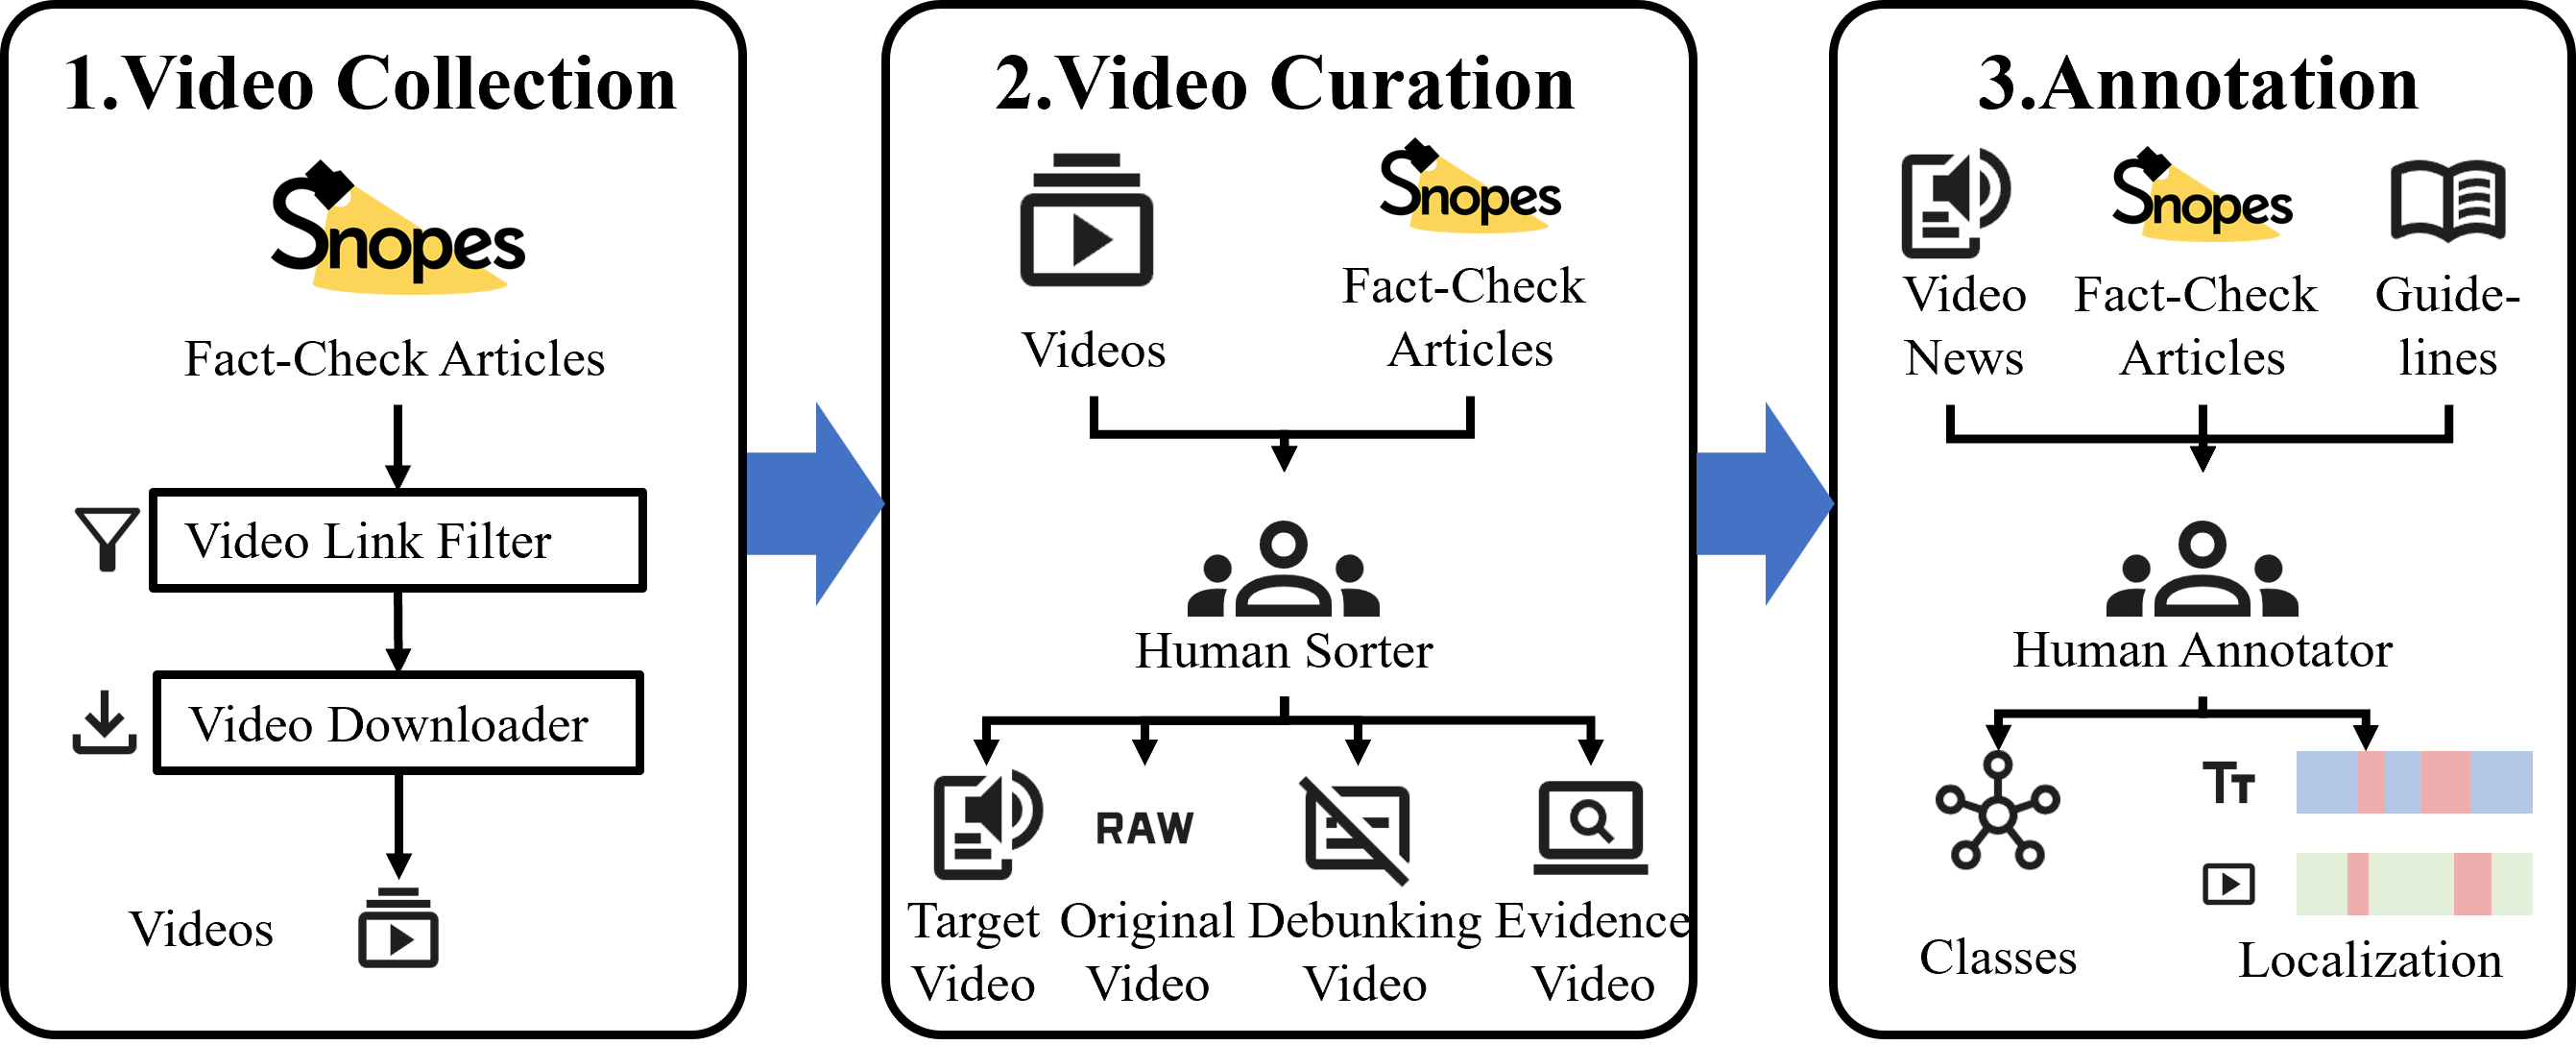 1.Video Collection
Snopes
Fact-Check Articles
Video Link Filter
Video Downloader
Videos
2.Video Curation
Videos
Snopes
Fact-Check
Articles
Human Sorter
RAW
Target
Video
Original
Video
Debunking
Video
Evidence
Video
3.Annotation
Video
News
Snopes
Fact-Check
Articles
Guide-
lines
Human Annotator
Classes
TT
Localization